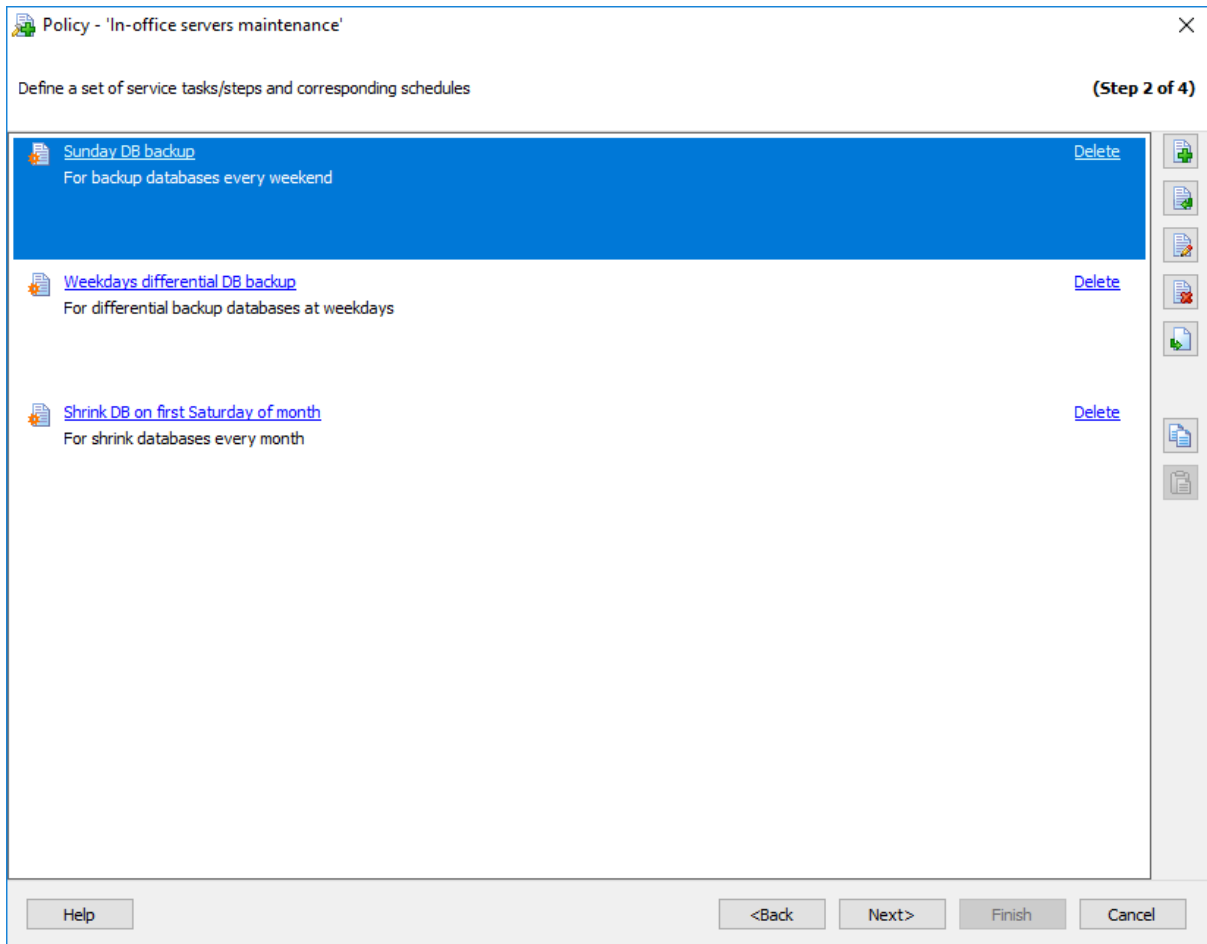 Policy - 'In-office servers maintenance'
Define a set of service tasks/steps and corresponding schedules (Step 2 of 4)
Sunday DB backup Delete
For backup databases every weekend
Weekdays differential DB backup Delete
For differential backup databases at weekdays
Shrink DB on first Saturday of month Delete
For shrink databases every month
Help <Back Next> Finish Cancel